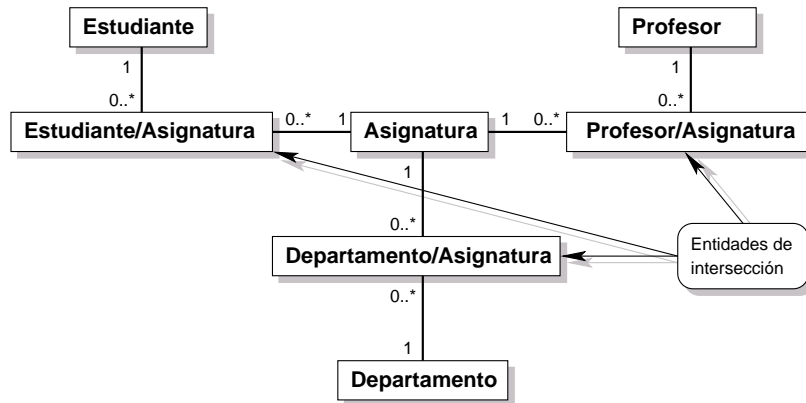 Estudiante
Profesor
1
1
0..*
0..*
Estudiante/Asignatura
0..*
1
Asignatura
1
0..*
Profesor/Asignatura
1
0..*
Departamento/Asignatura
Entidades de
intersección
0..*
1
Departamento